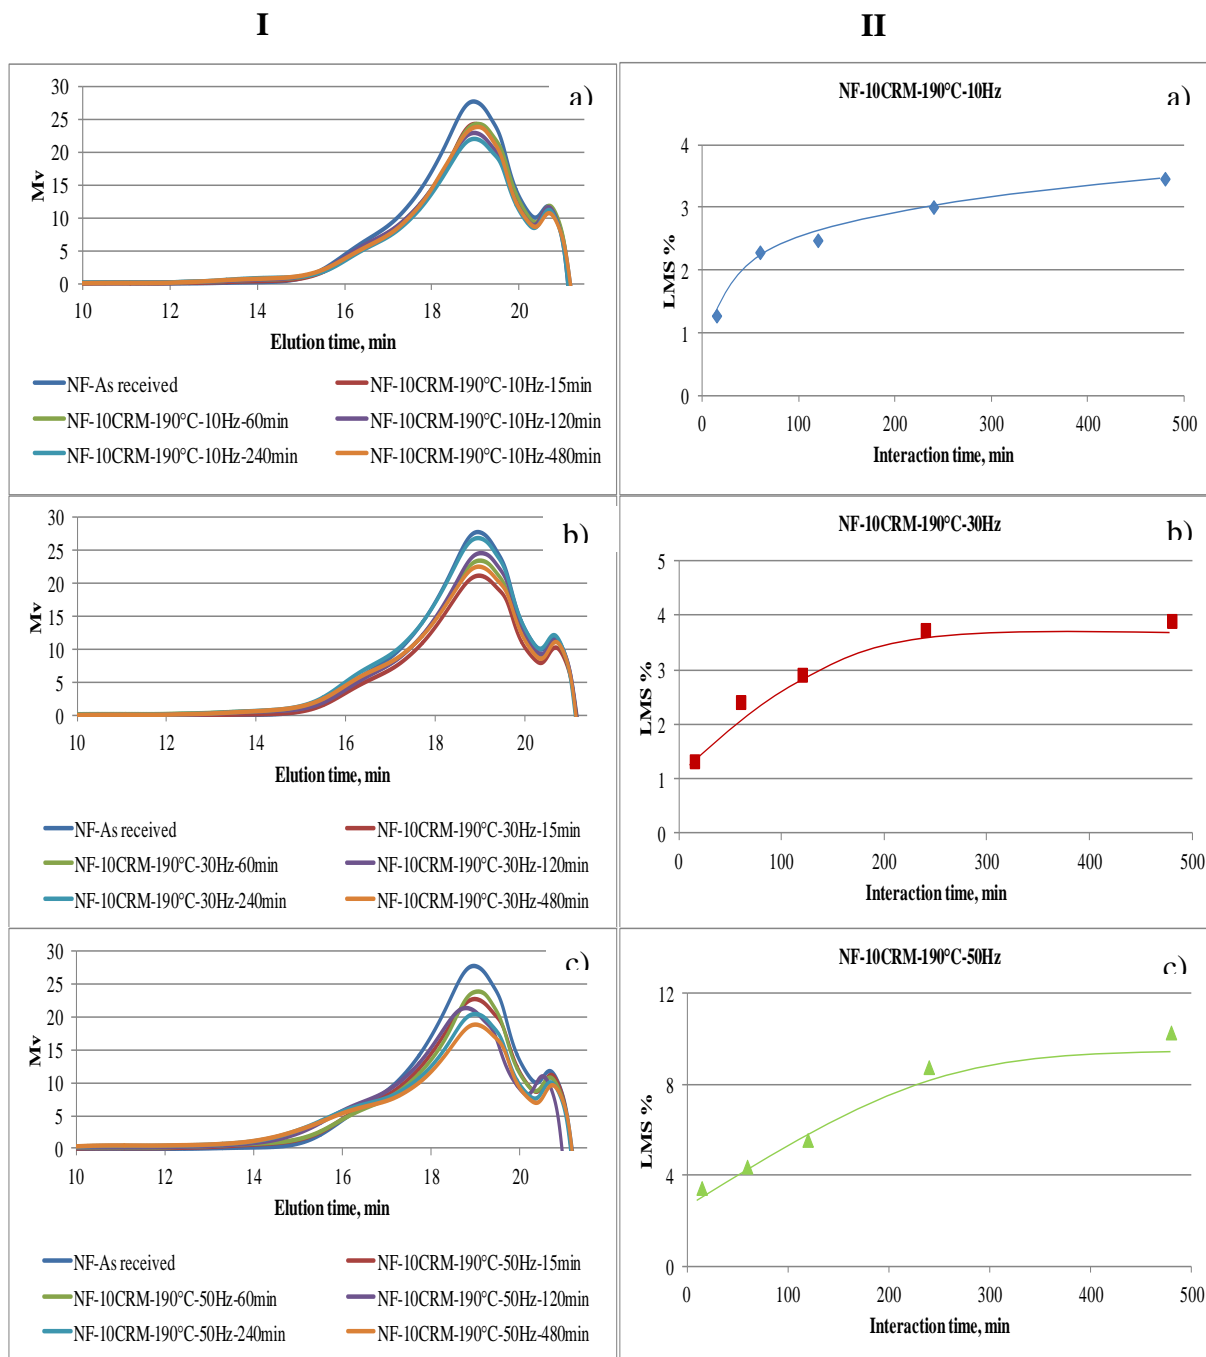 I
II
a)
30
25
20
15
10
5
0
Mv
10 12 14 16 18 20
Elution time, min
NF-As received
NF-10CRM-190°C-10Hz-15min
NF-10CRM-190°C-10Hz-60min
NF-10CRM-190°C-10Hz-120min
NF-10CRM-190°C-10Hz-240min
NF-10CRM-190°C-10Hz-480min
NF-10CRM-190°C-10Hz
a)
4
3
2
1
0
LMS %
0 100 200 300 400 500
Interaction time, min
b)
30
25
20
15
10
5
0
Mv
10 12 14 16 18 20
Elution time, min
NF-As received
NF-10CRM-190°C-30Hz-15min
NF-10CRM-190°C-30Hz-60min
NF-10CRM-190°C-30Hz-120min
NF-10CRM-190°C-30Hz-240min
NF-10CRM-190°C-30Hz-480min
NF-10CRM-190°C-30Hz
b)
5
4
3
2
1
0
LMS %
0 100 200 300 400 500
Interaction time, min
c)
30
25
20
15
10
5
0
Mv
10 12 14 16 18 20
Elution time, min
NF-As received
NF-10CRM-190°C-50Hz-15min
NF-10CRM-190°C-50Hz-60min
NF-10CRM-190°C-50Hz-120min
NF-10CRM-190°C-50Hz-240min
NF-10CRM-190°C-50Hz-480min
NF-10CRM-190°C-50Hz
c)
12
8
4
0
LMS %
0 100 200 300 400 500
Interaction time, min